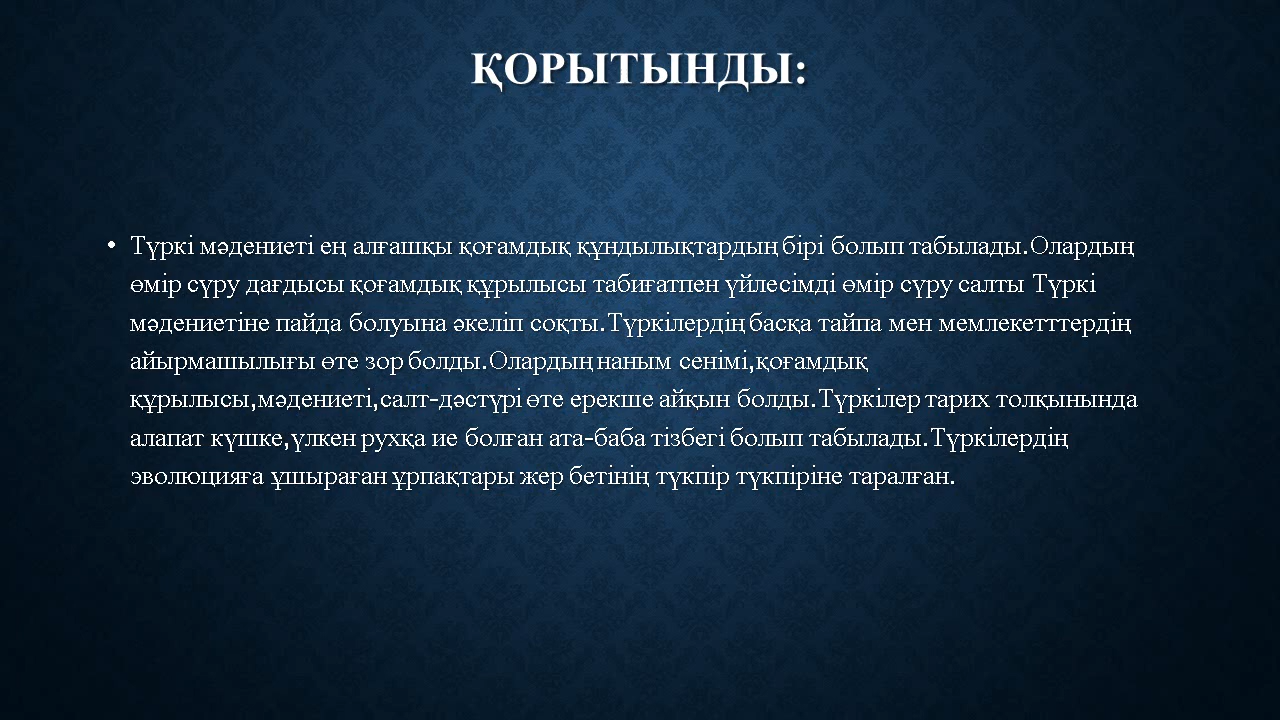 ҚОРЫТЫНДЫ:
• Түркі мәдениеті ең алғашқы қоғамдық құндылықтардың бірі болып табылады.Олардың
өмір сүру дағдысы қоғамдық құрылысы табиғатпен үйлесімді өмір сүру салты Түркі
мәдениетіне пайда болуына әкеліп соқты.Түркілердің басқа тайпа мен мемлекетттердің
айырмашылығы өте зор болды.Олардың наным сенімі,қоғамдық
құрылысы,мәдениеті,салт-дәстүрі өте ерекше айқын болды.Түркілер тарих толқынында
алапат күшке,үлкен рухқа ие болған ата-баба тізбегі болып табылады.Түркілердің
эволюцияға ұшыраған ұрпақтары жер бетінің түкпір түкпіріне таралған.